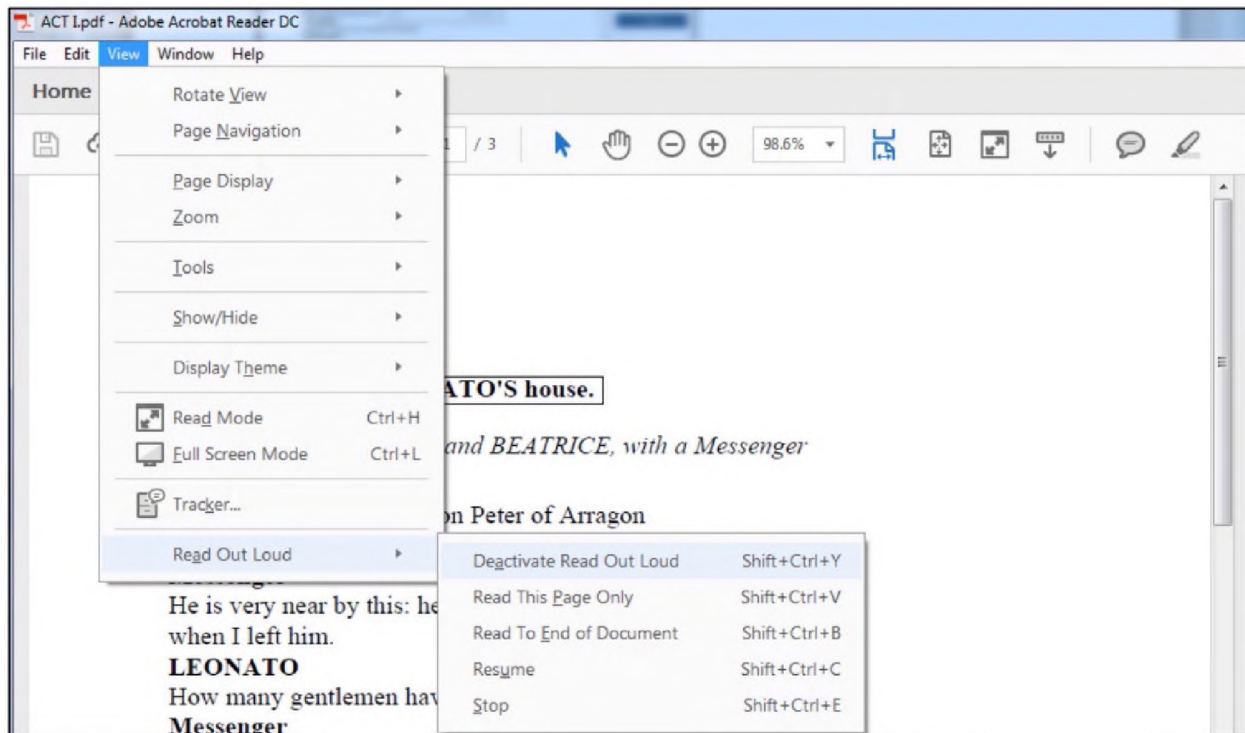 ACT I.pdf - Adobe Acrobat Reader DC
File Edit View Window Help
Home
Rotate View
Page Navigation
/ 3
98.6%
Page Display
Zoom
Tools
Show/Hide
Display Theme
ATO'S house.
Read Mode Ctrl+H
and BEATRICE, with a Messenger
Full Screen Mode Ctrl+L
Tracker...
on Peter of Arragon
Read Out Loud
Deactivate Read Out Loud Shift+Ctrl+Y
Read This Page Only Shift+Ctrl+V
Read To End of Document Shift+Ctrl+B
Resume Shift+Ctrl+C
Stop Shift+Ctrl+E
He is very near by this: he
when I left him.
LEONATO
How many gentlemen hav
Messenger